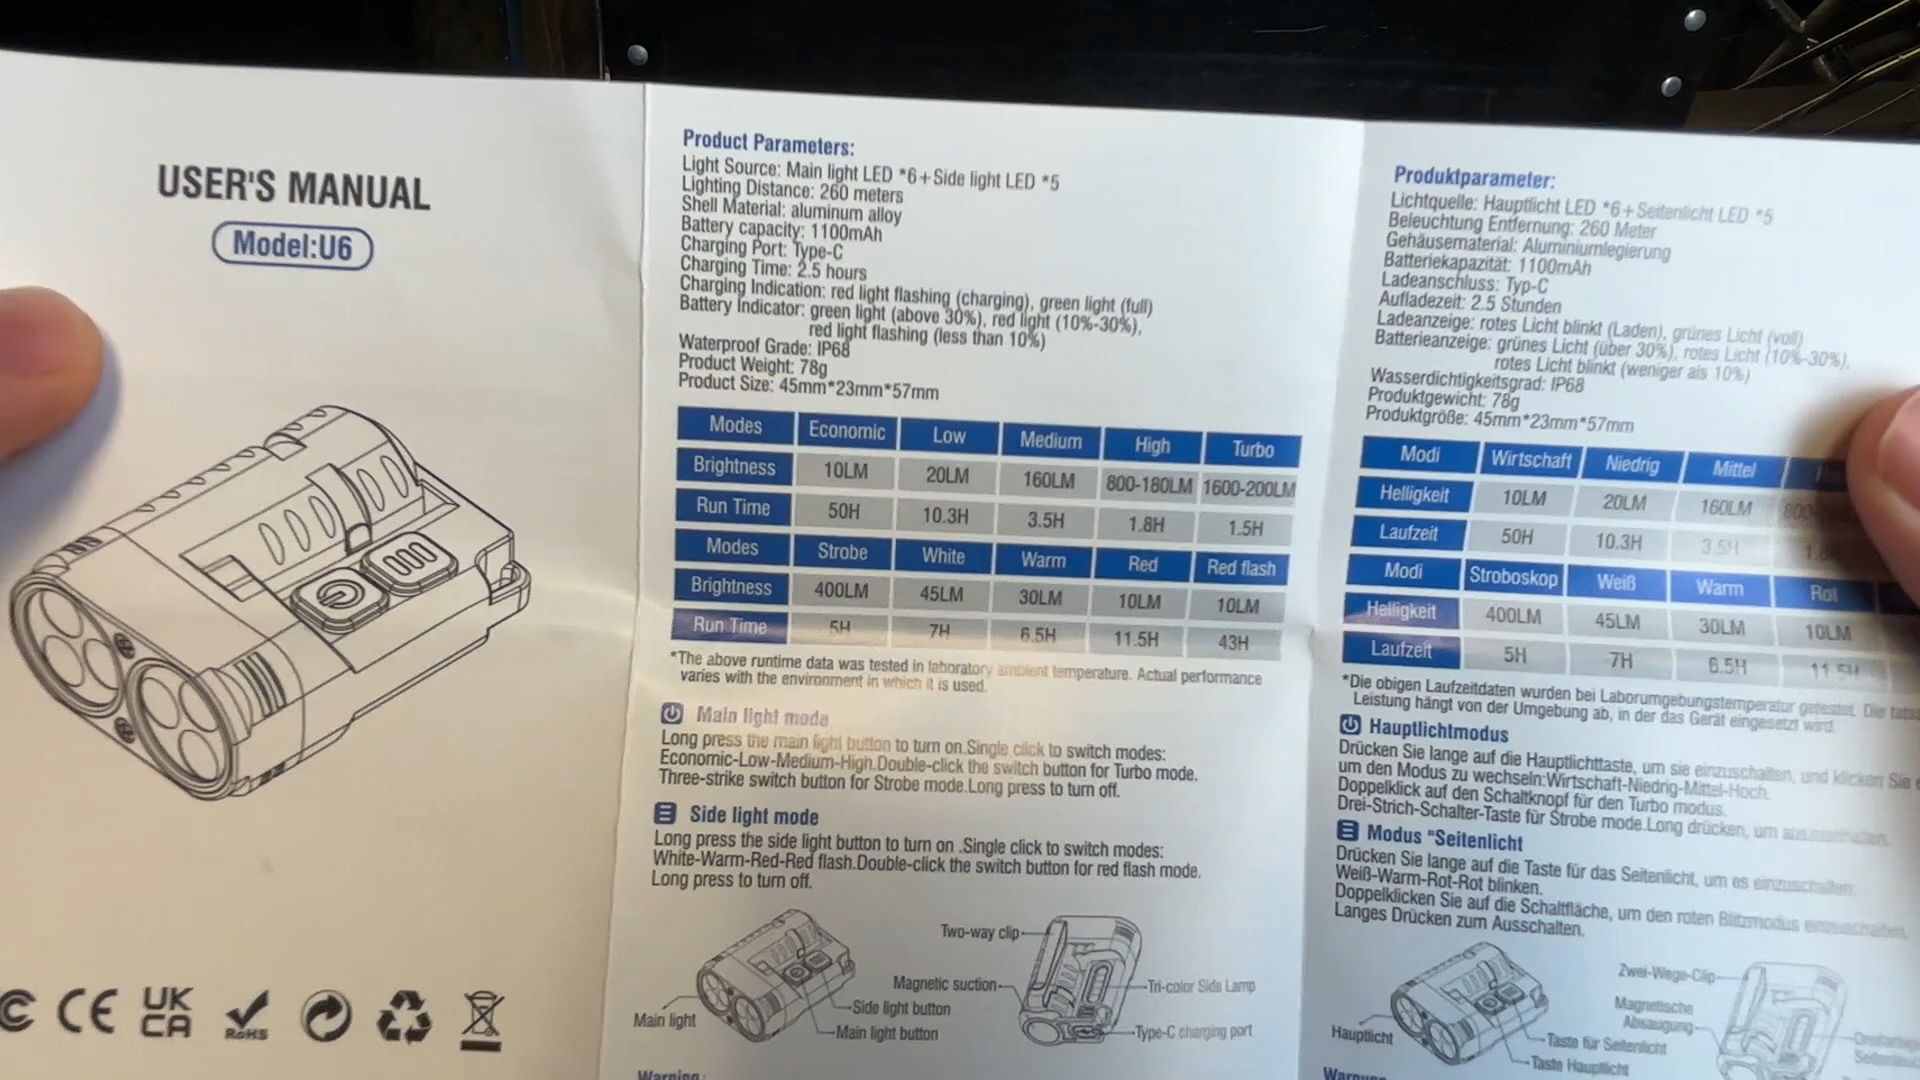 USER'S MANUAL
Model:U6
CE
UK
CA
RoHS
Product Parameters:
Light Source: Main light LED *6+Side light LED *5
Lighting Distance: 260 meters
Shell Material: aluminum alloy
Battery capacity: 1100mAh
Charging Port: Type-C
Charging Time: 2.5 hours
Charging Indication: red light flashing (charging), green light (full)
Battery Indicator: green light (above 30%), red light (10%-30%),
red light flashing (less than 10%)
Waterproof Grade: IP68
Product Weight: 78g
Product Size: 45mm*23mm*57mm
Modes Economic Low Medium High Turbo
Brightness 10LM 20LM 160LM 800-180LM 1600-200LM
Run Time 50H 10.3H 3.5H 1.8H 1.5H
Modes Strobe White Warm Red Red flash
Brightness 400LM 45LM 30LM 10LM 10LM
Run Time 5H 7H 6.5H 11.5H 43H
*The above runtime data was tested in laboratory ambient temperature. Actual performance
varies with the environment in which it is used.
Main light mode
Long press the main light button to turn on.Single click to switch modes:
Economic-Low-Medium-High.Double-click the switch button for Turbo mode.
Three-strike switch button for Strobe mode.Long press to turn off.
Side light mode
Long press the side light button to turn on .Single click to switch modes:
White-Warm-Red-Red flash.Double-click the switch button for red flash mode.
Long press to turn off.
Two-way clip
Magnetic suction
Tri-color Side Lamp
Side light button
Main light
Main light button
Type-C charging port
Warning:
Produktparameter:
Lichtquelle: Hauptlicht LED *6+Seitenlicht LED *5
Beleuchtung Entfernung: 260 Meter
Gehäusematerial: Aluminiumlegierung
Batteriekapazität: 1100mAh
Ladeanschluss: Typ-C
Aufladezeit: 2.5 Stunden
Ladeanzeige: rotes Licht blinkt (Laden), grünes Licht (voll)
Batterieanzeige: grünes Licht (über 30%), rotes Licht (10%-30%),
rotes Licht blinkt (weniger als 10%)
Wasserdichtigkeitsgrad: IP68
Produktgewicht: 78g
Produktgröße: 45mm*23mm*57mm
Modi Wirtschaft Niedrig Mittel
Helligkeit 10LM 20LM 160LM
Laufzeit 50H 10.3H 3.5H
Modi Stroboskop Weiß Warm Rot
Helligkeit 400LM 45LM 30LM 10LM
Laufzeit 5H 7H 6.5H 11.5H
*Die obigen Laufzeitdaten wurden bei Laborumgebungstemperatur getestet. Die
Leistung hängt von der Umgebung ab, in der das Gerät eingesetzt wird.
Hauptlichtmodus
Drücken Sie lange auf die Hauptlichttaste, um sie einzuschalten, und klicken Sie
um den Modus zu wechseln:Wirtschaft-Niedrig-Mittel-Hoch.
Doppelklick auf den Schaltknopf für den Turbo modus.
Drei-Strich-Schalter-Taste für Strobe mode.Long drücken, um auszuschalten.
Modus "Seitenlicht
Drücken Sie lange auf die Taste für das Seitenlicht, um es einzuschalten:
Weiß-Warm-Rot-Rot blinken.
Doppelklicken Sie auf die Schaltfläche, um den roten Blitzmodus einzuschalten.
Langes Drücken zum Ausschalten.
Zwei-Wege-Clip
Magnetische
Absaugung
Hauptlicht
Taste für Seitenlicht
Taste Hauptlicht